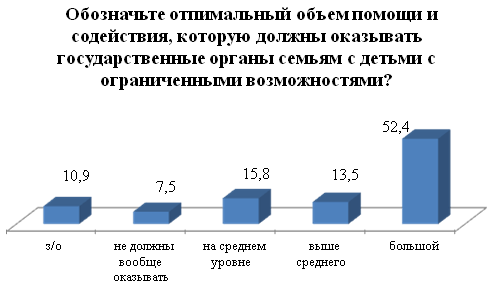 Обозначьте отпимальный объем помощи и
содействия, которую должны оказывать
государственные органы семьям с детьми с
ограниченными возможностями?
52,4
10,9
7,5
15,8
13,5
з/о
не должны
вообще
оказывать
на среднем
уровне
выше
среднего
большой